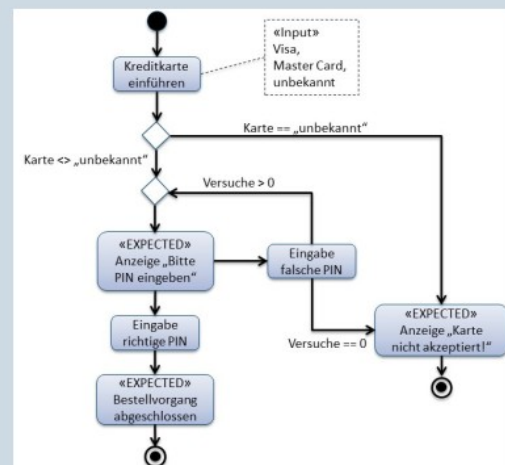 «Input»
Visa,
Master Card,
unbekannt
Kreditkarte
einführen
Karte == „unbekannt“
Karte <> „unbekannt“
Versuche > 0
«EXPECTED»
Anzeige „Bitte
PIN eingeben“
Eingabe
falsche PIN
«EXPECTED»
Anzeige „Karte
nicht akzeptiert!“
Eingabe
richtige PIN
Versuche == 0
«EXPECTED»
Bestellvorgang
abgeschlossen